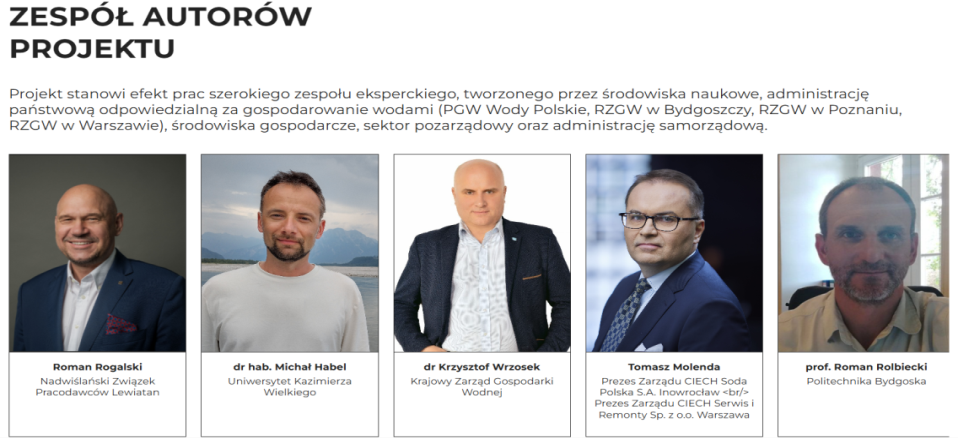 ZESPÓŁ AUTORÓW
PROJEKTU
Projekt stanowi efekt prac szerokiego zespołu eksperckiego, tworzonego przez środowiska naukowe, administrację
państwową odpowiedzialną za gospodarowanie wodami (PGW Wody Polskie, RZGW w Bydgoszczy, RZGW w Poznaniu,
RZGW w Warszawie), środowiska gospodarcze, sektor pozarządowy oraz administrację samorządową.
Roman Rogalski
Nadwiślański Związek
Pracodawców Lewiatan
dr hab. Michał Habel
Uniwersytet Kazimierza
Wielkiego
dr Krzysztof Wrzosek
Krajowy Zarząd Gospodarki
Wodnej
Tomasz Molenda
Prezes Zarządu CIECH Soda
Polska S.A. Inowrocław <br/>
Prezes Zarządu CIECH Serwis i
Remonty Sp. z o.o. Warszawa
prof. Roman Rolbiecki
Politechnika Bydgoska